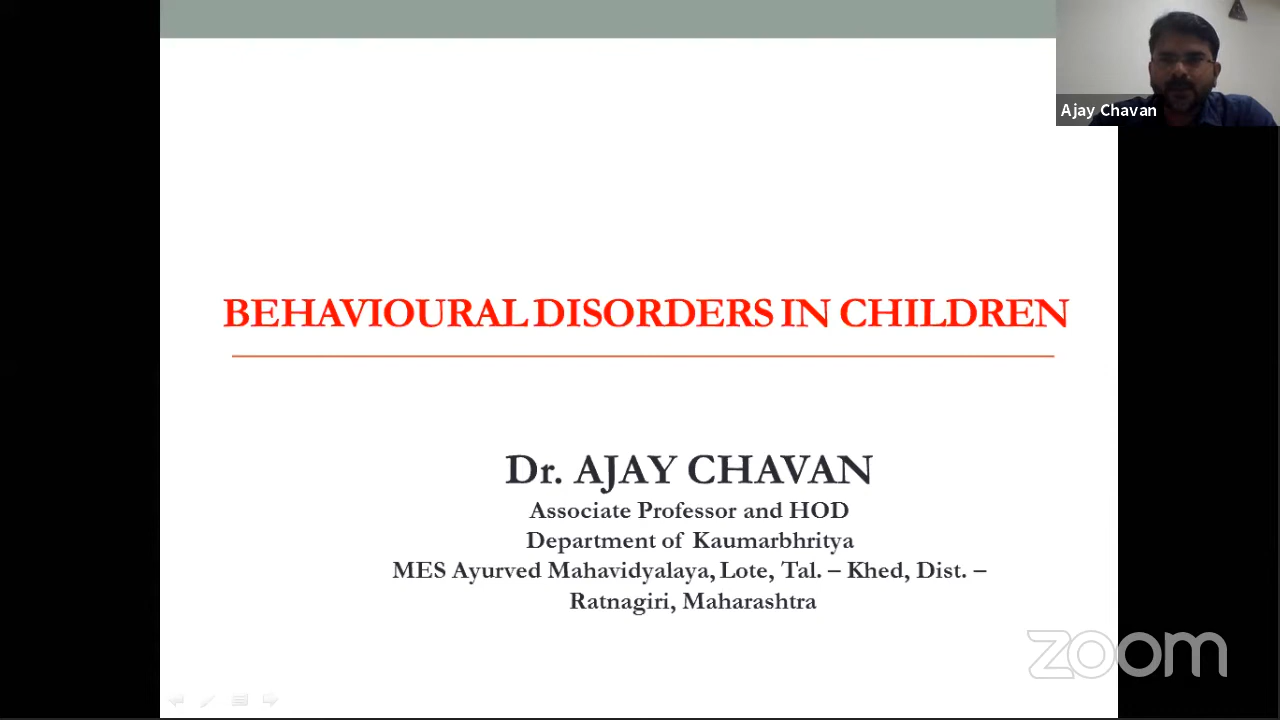 Ajay Chavan
BEHAVIOURAL DISORDERS IN CHILDREN
Dr. AJAY CHAVAN
Associate Professor and HOD
Department of Kaumarbhritya
MES Ayurved Mahavidyalaya, Lote, Tal. – Khed, Dist. –
Ratnagiri, Maharashtra
zoom